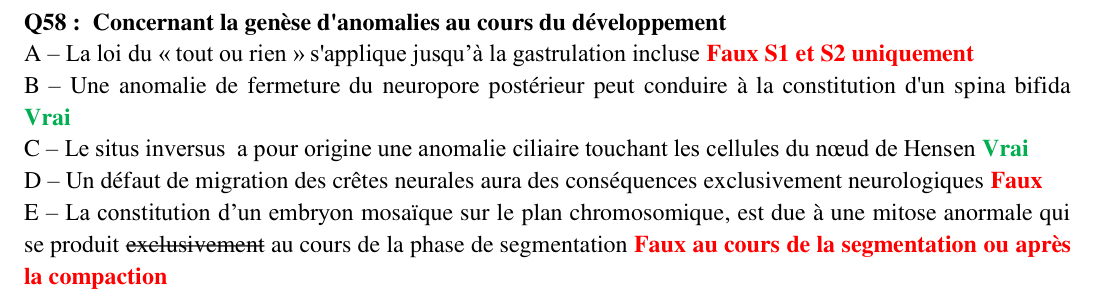 Q58 :  Concernant la genèse d'anomalies au cours du développement
A – La loi du « tout ou rien » s'applique jusqu’à la gastrulation incluse Faux S1 et S2 uniquement
B – Une anomalie de fermeture du neuropore postérieur peut conduire à la constitution d'un spina bifida
Vrai
C – Le situs inversus  a pour origine une anomalie ciliaire touchant les cellules du nœud de Hensen Vrai
D – Un défaut de migration des crêtes neurales aura des conséquences exclusivement neurologiques Faux
E – La constitution d’un embryon mosaïque sur le plan chromosomique, est due à une mitose anormale qui
se produit exclusivement au cours de la phase de segmentation Faux au cours de la segmentation ou après
la compaction